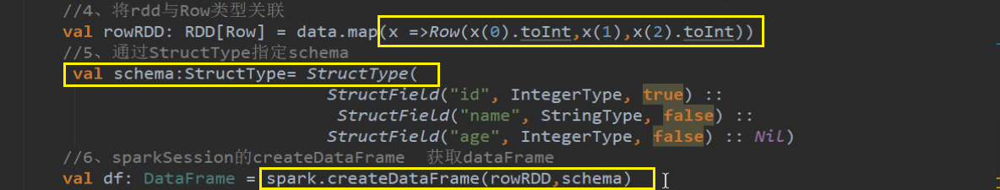 //4、将rdd与Row类型关联
val rowRDD: RDD[Row] = data.map(x =>Row(x(0).toInt,x(1),x(2).toInt))
//5、通过StructType指定schema
val schema:StructType= StructType(
StructField("id", IntegerType, true) ::
StructField("name", StringType, false) ::
StructField("age", IntegerType, false) :: Nil)
//6、sparkSession的createDataFrame 获取dataFrame
val df: DataFrame = spark.createDataFrame(rowRDD,schema)